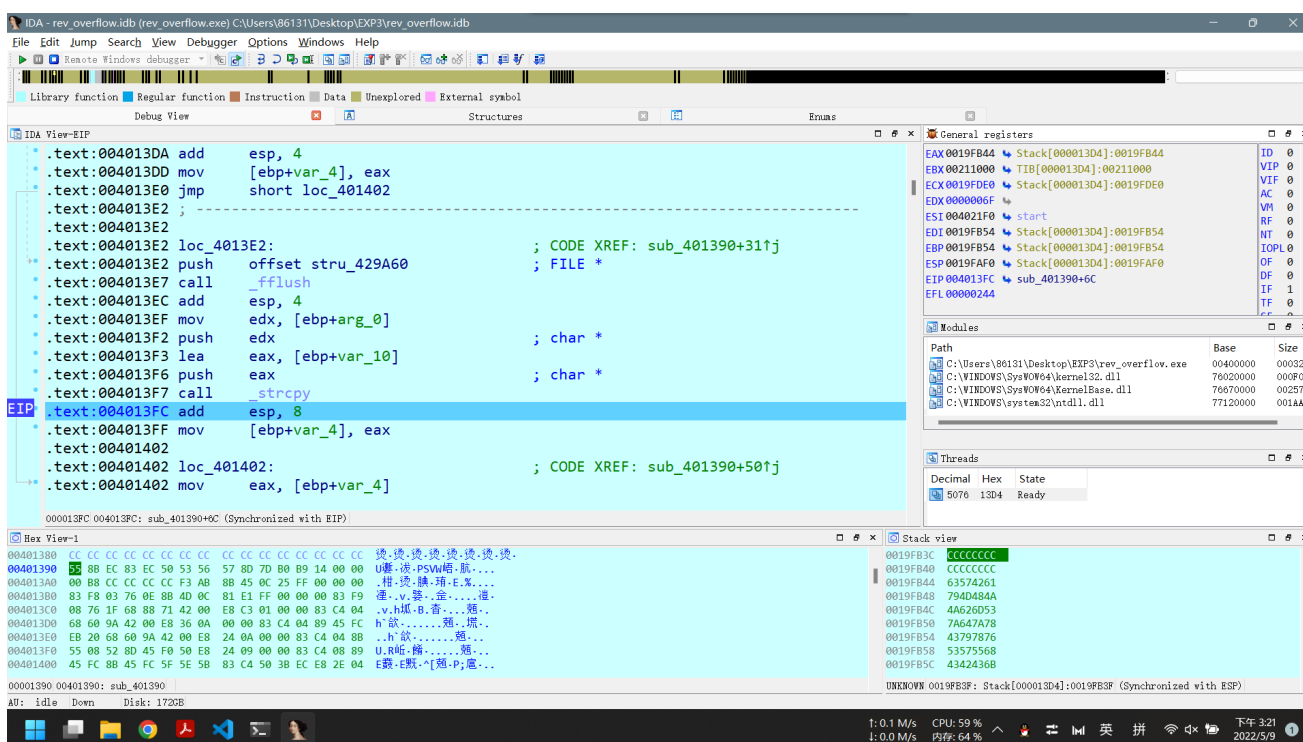 IDA - rev_overflow.idb (rev_overflow.exe) C:\Users\86131\Desktop\EXP3\rev_overflow.idb
File Edit Jump Search View Debugger Options Windows Help
Remote Windows debugger
Library function Regular function Instruction Data Unexplored External symbol
Debug View Structures Enums
IDA View-EIP
.text:004013DA add esp, 4
.text:004013DD mov [ebp+var_4], eax
.text:004013E0 jmp short loc_401402
.text:004013E2 ; ---------------------------------------------------------------------------
.text:004013E2
.text:004013E2 loc_4013E2: ; CODE XREF: sub_401390+31↑j
.text:004013E2 push offset stru_429A60 ; FILE *
.text:004013E7 call _fflush
.text:004013EC add esp, 4
.text:004013EF mov edx, [ebp+arg_0]
.text:004013F2 push edx ; char *
.text:004013F3 lea eax, [ebp+var_10]
.text:004013F6 push eax ; char *
.text:004013F7 call _strcpy
EIP .text:004013FC add esp, 8
.text:004013FF mov [ebp+var_4], eax
.text:00401402
.text:00401402 loc_401402: ; CODE XREF: sub_401390+50↑j
.text:00401402 mov eax, [ebp+var_4]
000013FC 004013FC: sub_401390+6C (Synchronized with EIP)
General registers
EAX 0019FB44 Stack[000013D4]:0019FB44
EBX 00211000 TIB[000013D4]:00211000
ECX 0019FDE0 Stack[000013D4]:0019FDE0
EDX 0000006F
ESI 004021F0 start
EDI 0019FB54 Stack[000013D4]:0019FB54
EBP 0019FB54 Stack[000013D4]:0019FB54
ESP 0019FAF0 Stack[000013D4]:0019FAF0
EIP 004013FC sub_401390+6C
EFL 00000244
ID 0
VIP 0
VIF 0
AC 0
VM 0
RF 0
NT 0
IOPL 0
OF 0
DF 0
IF 1
TF 0
Modules
Path Base Size
C:\Users\86131\Desktop\EXP3\rev_overflow.exe 00400000 00032
C:\WINDOWS\SysWOW64\kernel32.dll 76020000 000F0
C:\WINDOWS\SysWOW64\KernelBase.dll 76670000 00257
C:\WINDOWS\system32\ntdll.dll 77120000 001AA
Threads
Decimal Hex State
5076 13D4 Ready
Hex View-1
00401380 CC CC CC CC CC CC CC CC CC CC CC CC CC CC CC CC 烫·烫·烫·烫·烫·烫·烫·烫·
00401390 55 8B EC 83 EC 50 53 56 57 8D 7D B0 B9 14 00 00
004013A0 00 B8 CC CC CC CC F3 AB 8B 45 0C 25 FF 00 00 00
004013B0 83 F8 03 76 0E 8B 4D 0C 81 E1 FF 00 00 00 83 F9
004013C0 08 76 1F 68 88 71 42 00 E8 C3 01 00 00 83 C4 04
004013D0 68 60 9A 42 00 E8 36 0A 00 00 83 C4 04 89 45 FC
004013E0 EB 20 68 60 9A 42 00 E8 24 0A 00 00 83 C4 04 8B
004013F0 55 08 52 8D 45 F0 50 E8 24 09 00 00 83 C4 08 89
00401400 45 FC 8B 45 FC 5F 5E 5B 83 C4 50 3B EC E8 2E 04
00001390 00401390: sub_401390
Stack view
0019FB3C CCCCCCCC
0019FB40 CCCCCCCC
0019FB44 63574261
0019FB48 794D484A
0019FB4C 4A626D53
0019FB50 7A647A78
0019FB54 43797876
0019FB58 53575568
0019FB5C 4342436B
UNKNOWN 0019FB3F: Stack[000013D4]:0019FB3F (Synchronized with ESP)
AU: idle Down Disk: 172GB
↑: 0.1 M/s CPU: 59 %
↓: 0.0 M/s 内存: 64 %
英 拼
下午 3:21
2022/5/9
1